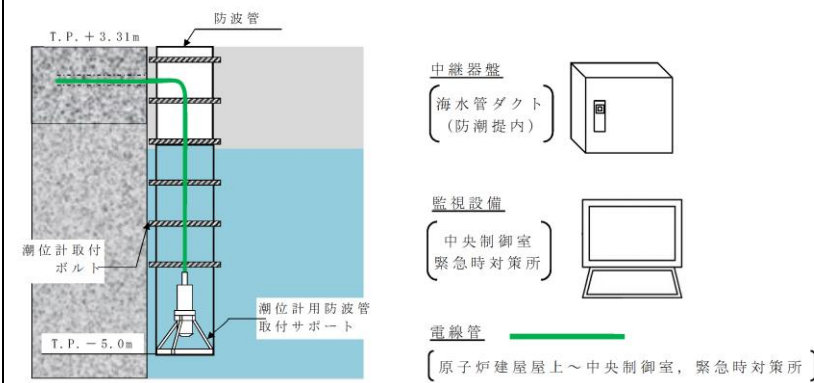 防波管
T.P.+3.31m
潮位計取付
ボルト
潮位計用防波管
取付サポート
T.P.-5.0m
中継器盤
海水管ダクト
(防潮堤内)
監視設備
中央制御室
緊急時対策所
電線管
原子炉建屋屋上～中央制御室，緊急時対策所